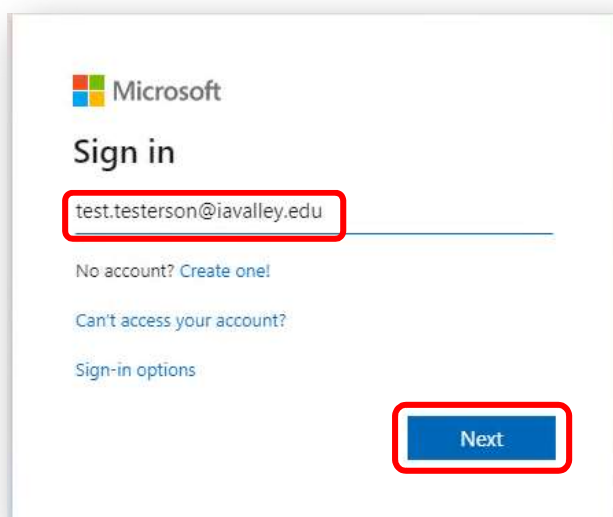 Microsoft
Sign in
test.testerson@iavalley.edu
No account? Create one!
Can't access your account?
Sign-in options
Next